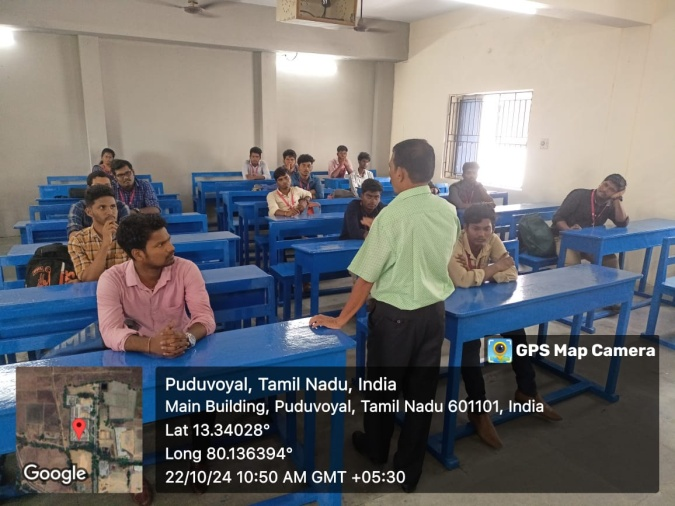 GPS Map Camera
Puduvoyal, Tamil Nadu, India
Main Building, Puduvoyal, Tamil Nadu 601101, India
Lat 13.34028°
Long 80.136394°
22/10/24 10:50 AM GMT +05:30
Google